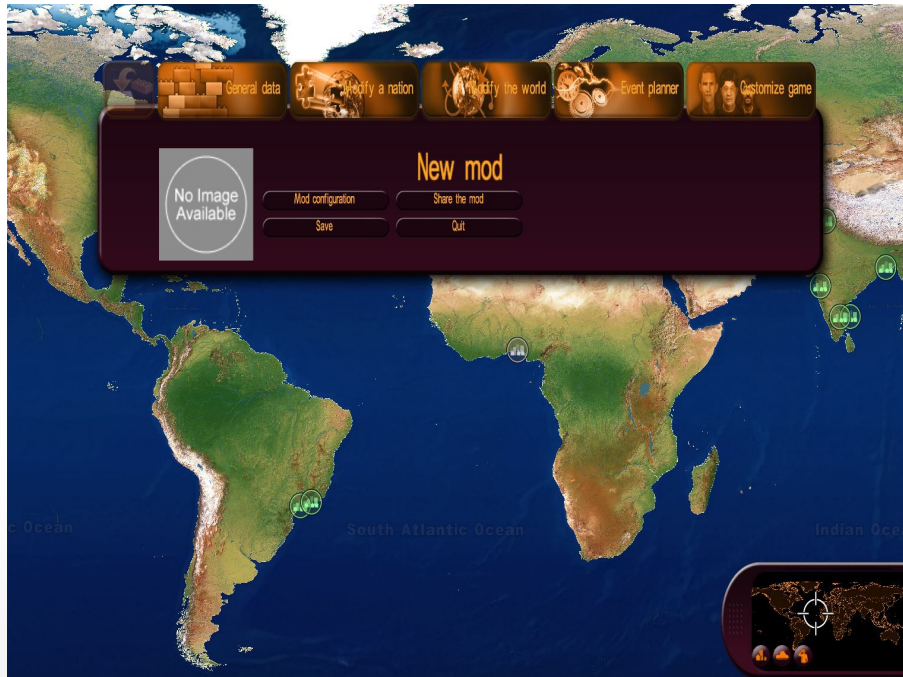 General data
Modify a nation
Modify the world
Event planner
Customize game
New mod
No Image
Available
Mod configuration
Share the mod
Save
Quit
c Ocean
South Atlantic Ocean
Indian Oce